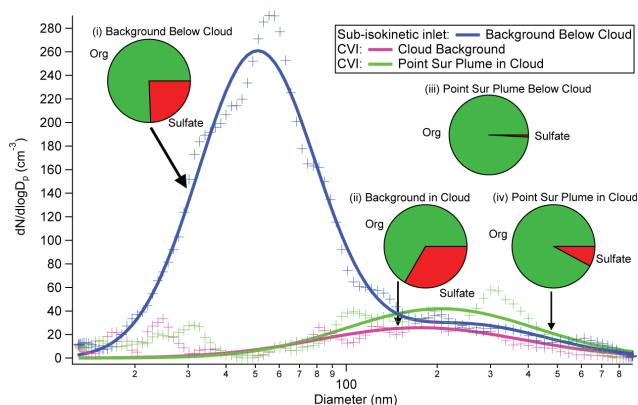 (i) Background Below Cloud
Org
Sulfate
Sub-isokinetic inlet: Background Below Cloud
CVI: Cloud Background
CVI: Point Sur Plume in Cloud
(iii) Point Sur Plume Below Cloud
Org
Sulfate
(ii) Background in Cloud
Org
Sulfate
(iv) Point Sur Plume in Cloud
Org
Sulfate
dN/dlogDp (cm-3)
280
260
240
220
200
180
160
140
120
100
80
60
40
20
0
2 3 4 5 6 7 8 9 100 2 3 4 5 6 7 8
Diameter (nm)